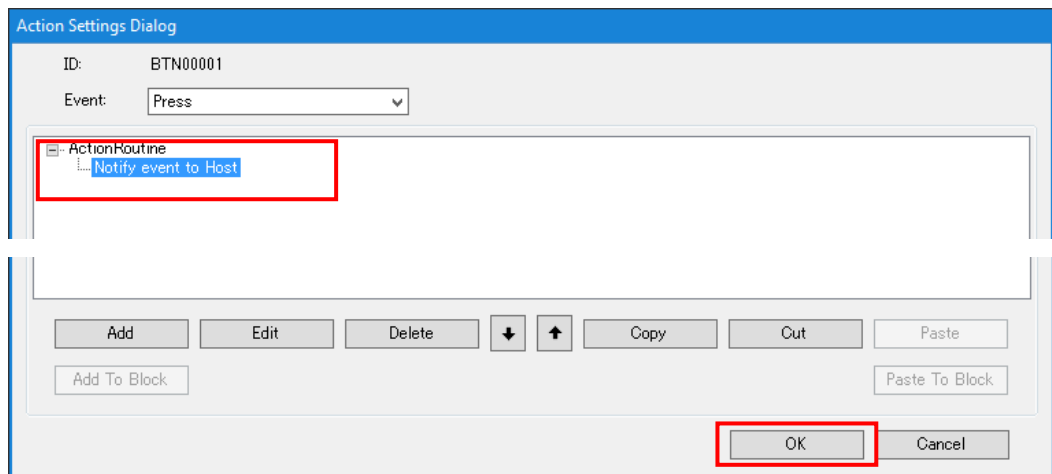 Action Settings Dialog
ID: BTN00001
Event: Press
ActionRoutine
Notify event to Host
Add Edit Delete Copy Cut Paste
Add To Block Paste To Block
OK Cancel